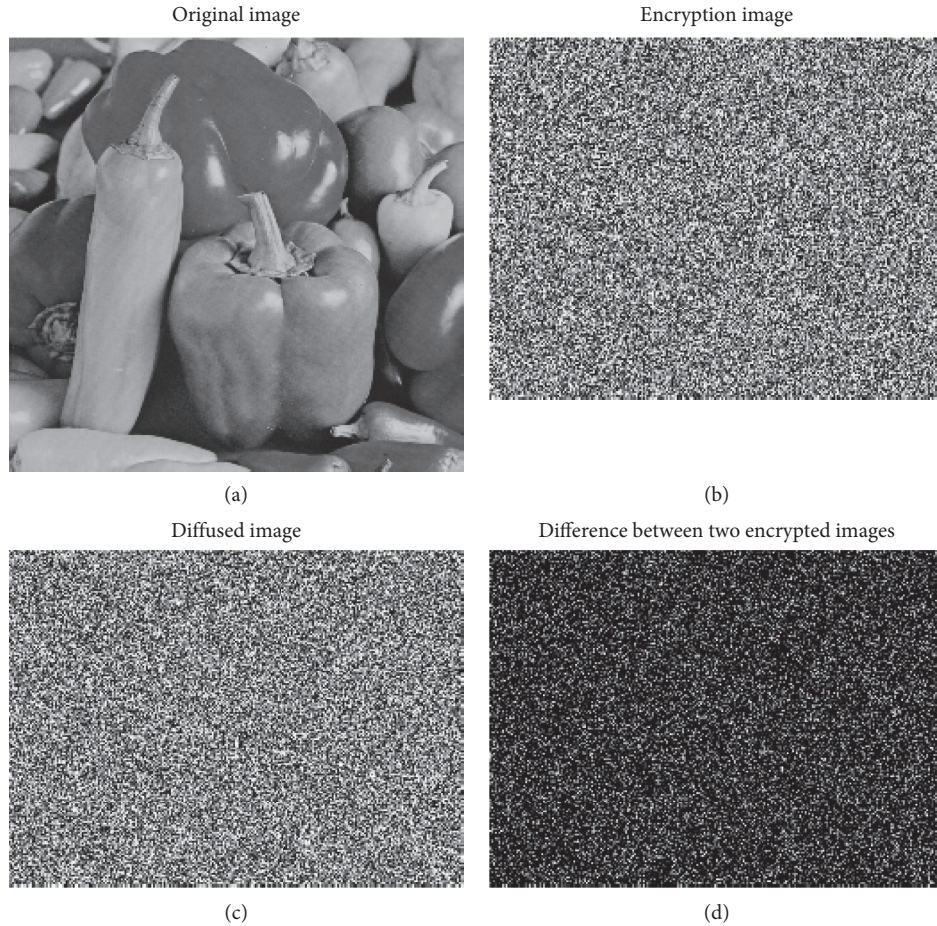 Original image
Encryption image
(a)
(b)
Diffused image
Difference between two encrypted images
(c)
(d)